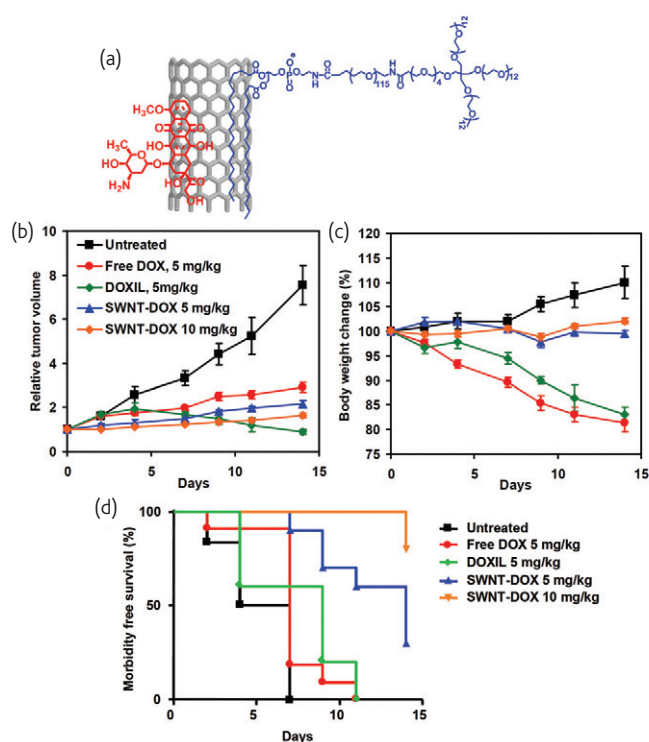 (a)
H₃CO
O
O
OH
OH
H₃C
HO
O
O
H₂N
HO
O
OH
O
O
O
O
P
O
O
H
N
O
O
115
H
N
O
O
4
O
O
12
O
O
12
O
12
(b)
Untreated
Free DOX, 5 mg/kg
DOXIL, 5mg/kg
SWNT-DOX 5 mg/kg
SWNT-DOX 10 mg/kg
Relative tumor volume
10
8
6
4
2
0
0 5 10 15
Days
(c)
Body weight change (%)
120
115
110
105
100
95
90
85
80
75
0 5 10 15
Days
(d)
Morbidity free survival (%)
100
50
0
0 5 10 15
Days
Untreated
Free DOX 5 mg/kg
DOXIL 5 mg/kg
SWNT-DOX 5 mg/kg
SWNT-DOX 10 mg/kg